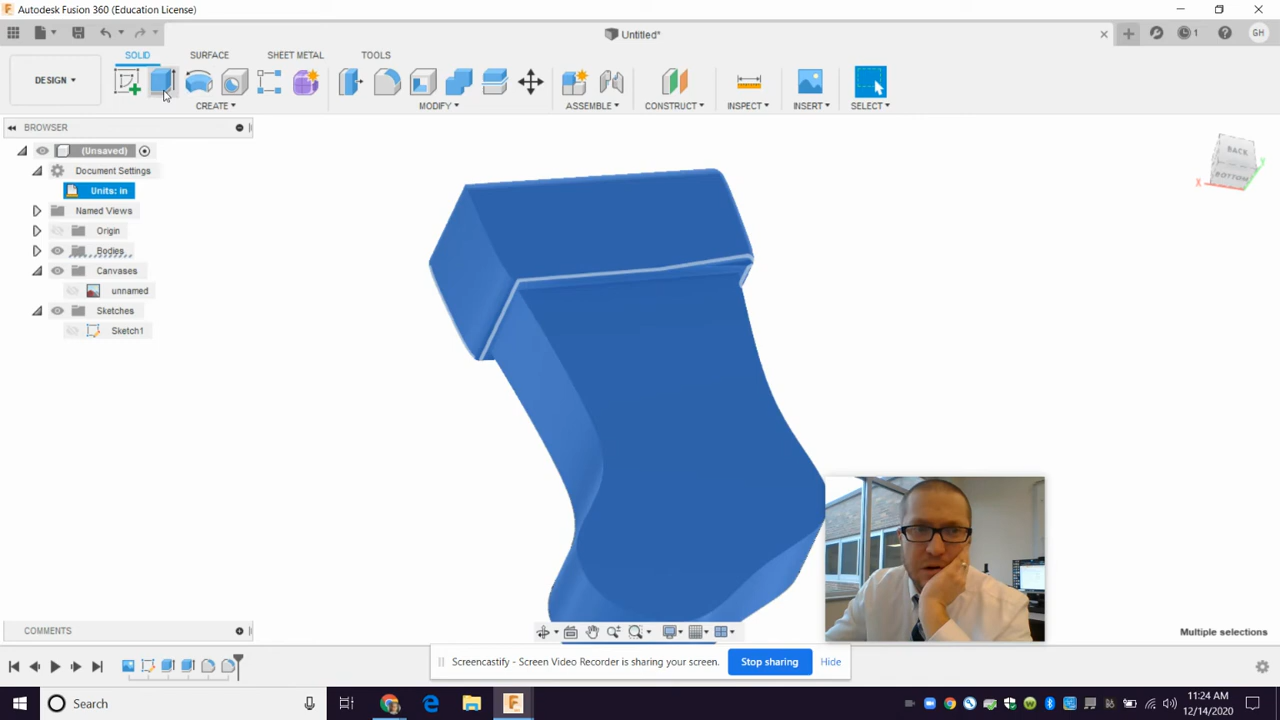 Autodesk Fusion 360 (Education License)
Untitled*
1
GH
DESIGN
SOLID
SURFACE
SHEET METAL
TOOLS
CREATE
MODIFY
ASSEMBLE
CONSTRUCT
INSPECT
INSERT
SELECT
BROWSER
(Unsaved)
Document Settings
Units: in
Named Views
Origin
Bodies
Canvases
unnamed
Sketches
Sketch1
BACK
BOTTOM
X
Y
COMMENTS
Multiple selections
Screencastify - Screen Video Recorder is sharing your screen.
Stop sharing
Hide
Search
11:24 AM
12/14/2020